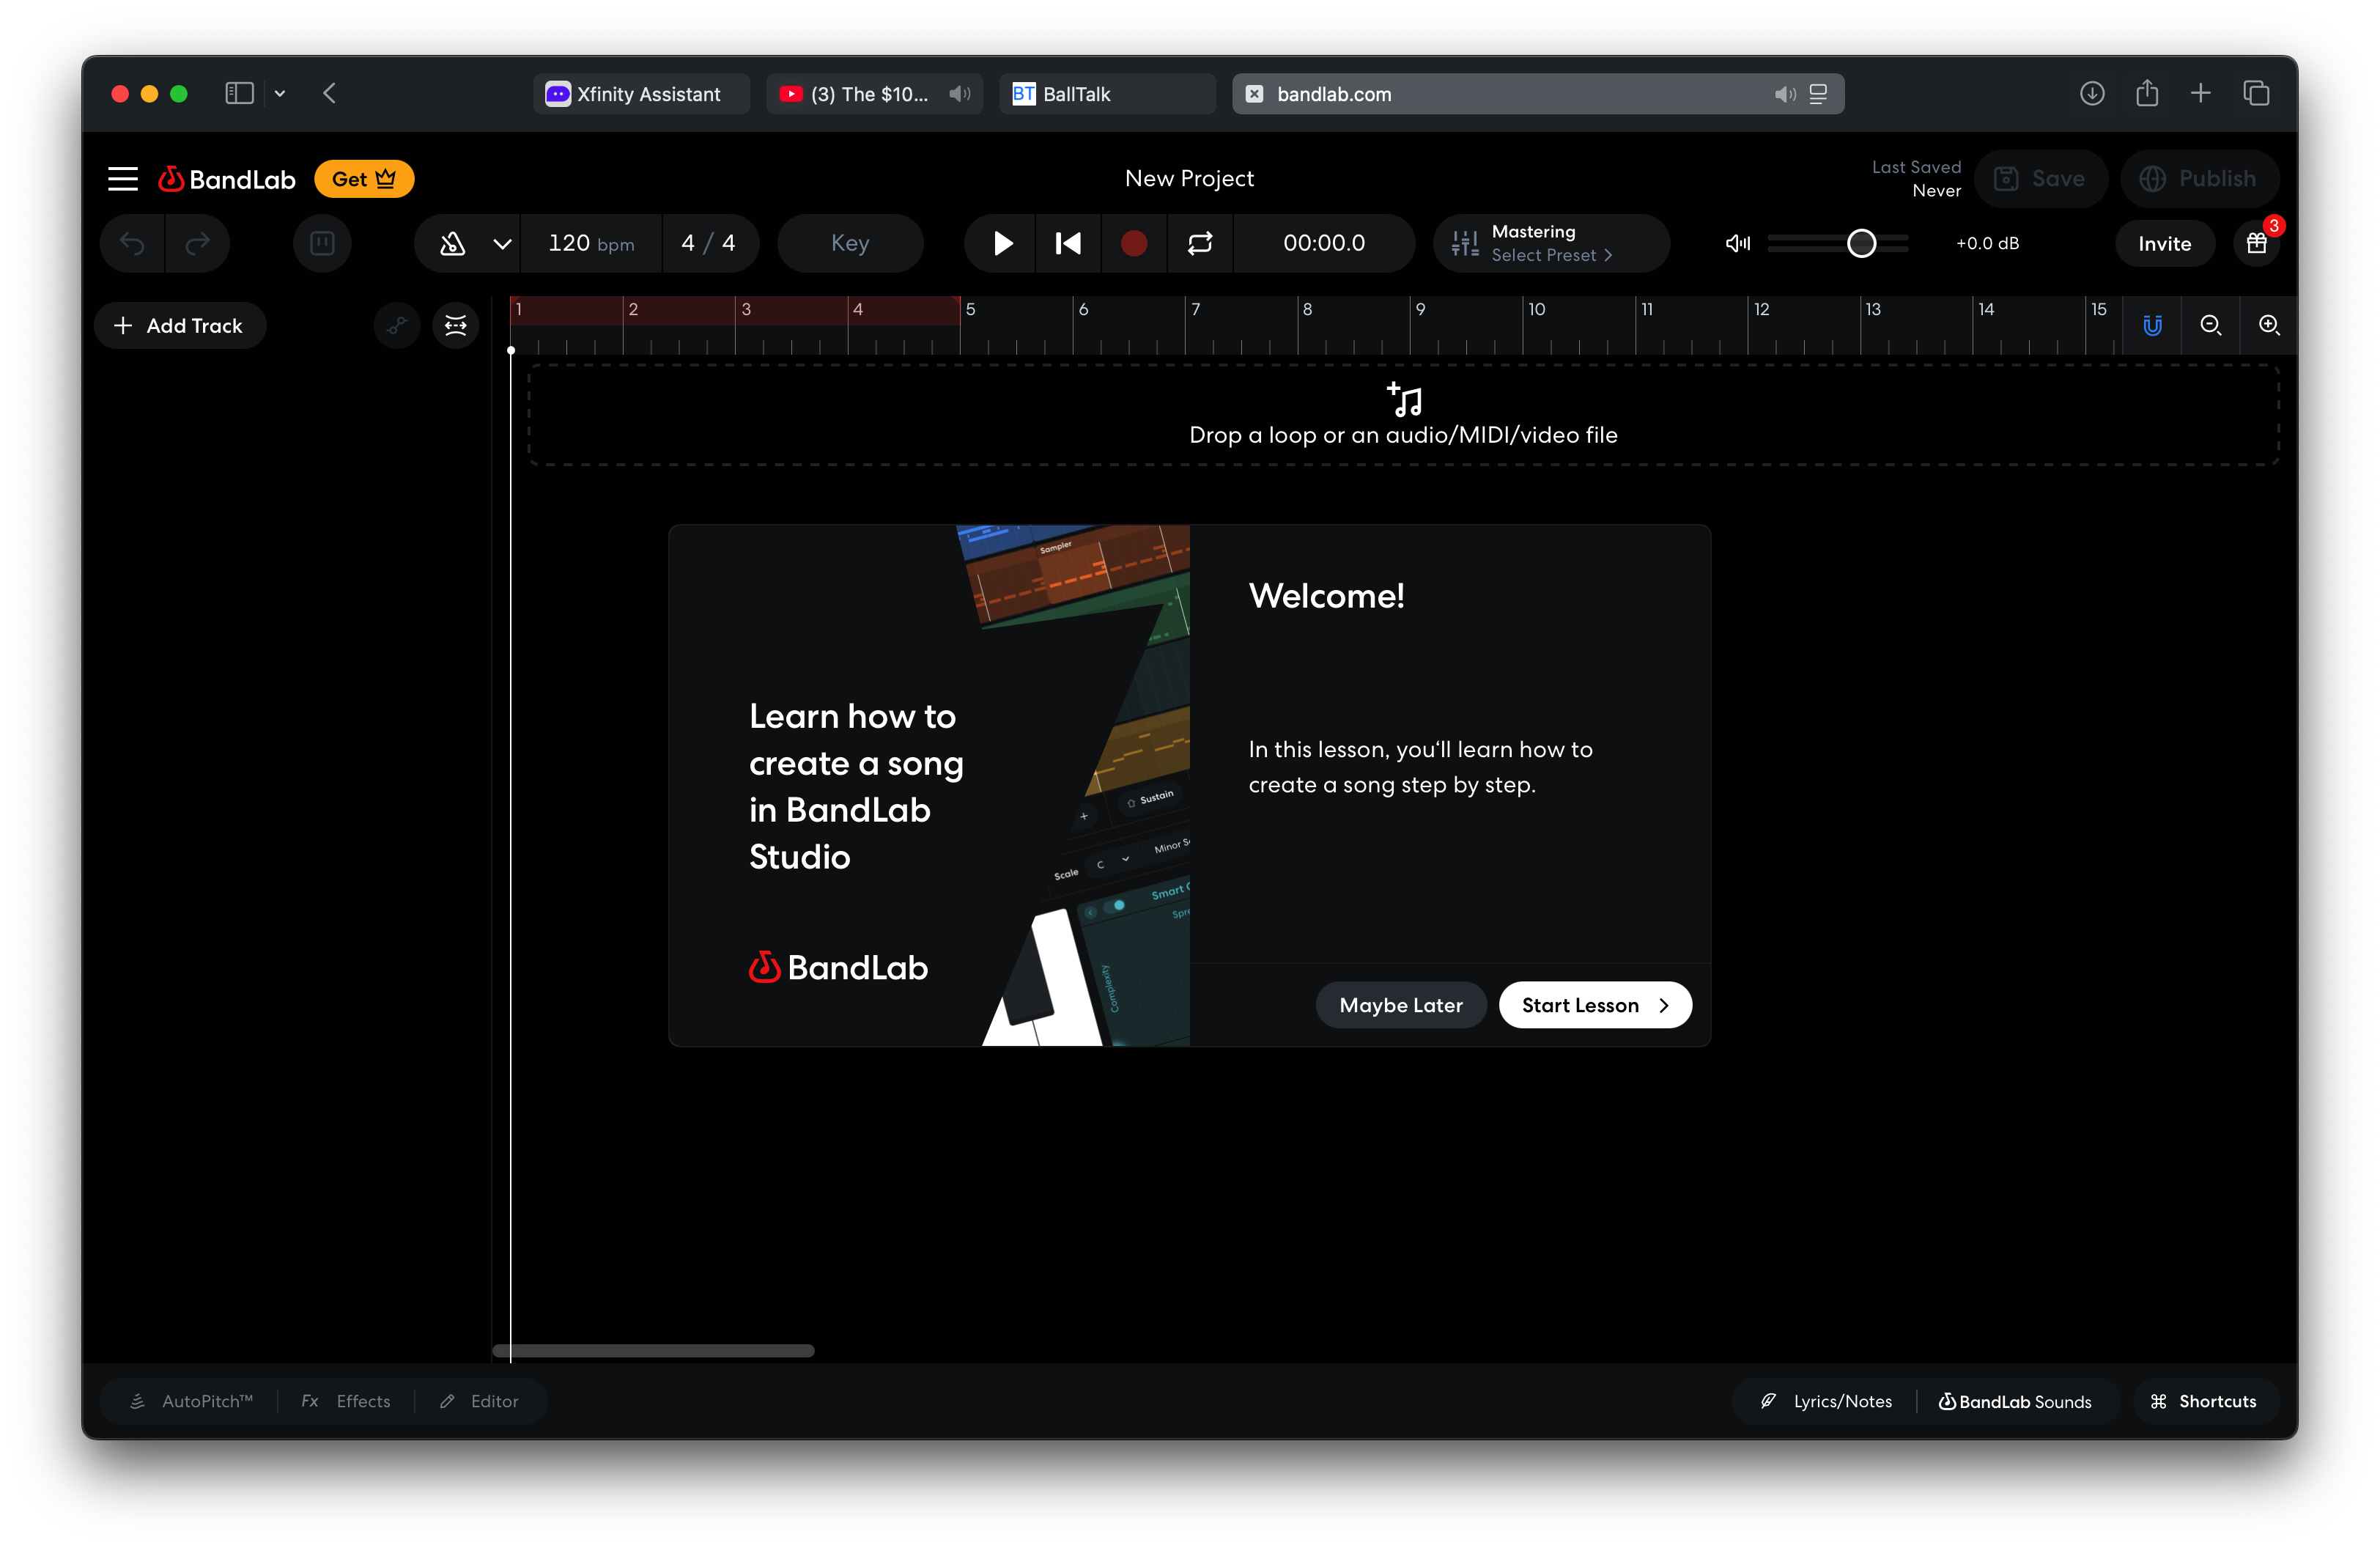 Xfinity Assistant
(3) The $10...
BT BallTalk
bandlab.com
BandLab
Get
New Project
Last Saved
Never
Save
Publish
120 bpm
4 / 4
Key
00:00.0
Mastering
Select Preset
+0.0 dB
Invite
3
Add Track
1 2 3 4 5 6 7 8 9 10 11 12 13 14 15
Drop a loop or an audio/MIDI/video file
Sampler
Learn how to
create a song
in BandLab
Studio
BandLab
Sustain
Scale C Minor
Smart
Complexity
Welcome!
In this lesson, you‘ll learn how to
create a song step by step.
Maybe Later
Start Lesson
AutoPitch™
Fx Effects
Editor
Lyrics/Notes
BandLab Sounds
Shortcuts